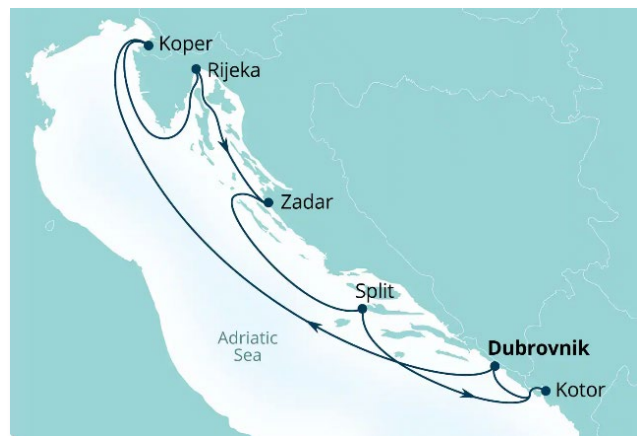 Koper
Rijeka
Zadar
Split
Adriatic
Sea
Dubrovnik
Kotor